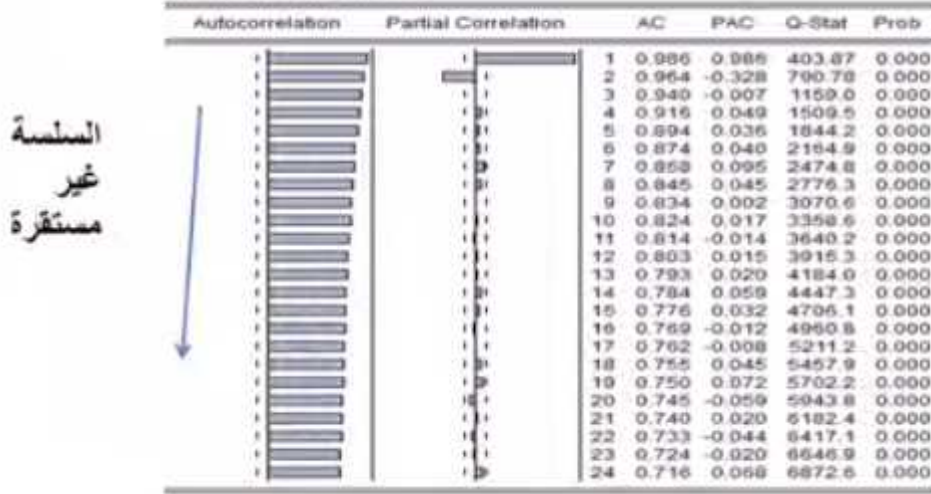 Autocorrelation Partial Correlation AC PAC Q-Stat Prob
1 0.986 0.986 403.87 0.000
2 0.964 -0.328 790.78 0.000
3 0.940 -0.007 1159.0 0.000
4 0.916 0.049 1509.5 0.000
5 0.894 0.036 1844.2 0.000
6 0.874 0.040 2164.9 0.000
7 0.858 0.095 2474.8 0.000
8 0.845 0.045 2776.3 0.000
9 0.834 0.002 3070.6 0.000
10 0.824 0.017 3358.6 0.000
11 0.814 -0.014 3640.2 0.000
12 0.803 0.015 3915.3 0.000
13 0.793 0.020 4184.0 0.000
14 0.784 0.059 4447.3 0.000
15 0.776 0.032 4706.1 0.000
16 0.769 -0.012 4960.8 0.000
17 0.762 -0.008 5211.2 0.000
18 0.755 0.045 5457.9 0.000
19 0.750 0.072 5702.2 0.000
20 0.745 -0.059 5943.8 0.000
21 0.740 0.020 6182.4 0.000
22 0.733 -0.044 6417.1 0.000
23 0.724 -0.020 6646.9 0.000
24 0.716 0.068 6872.6 0.000
السلسة
غير
مستقرة